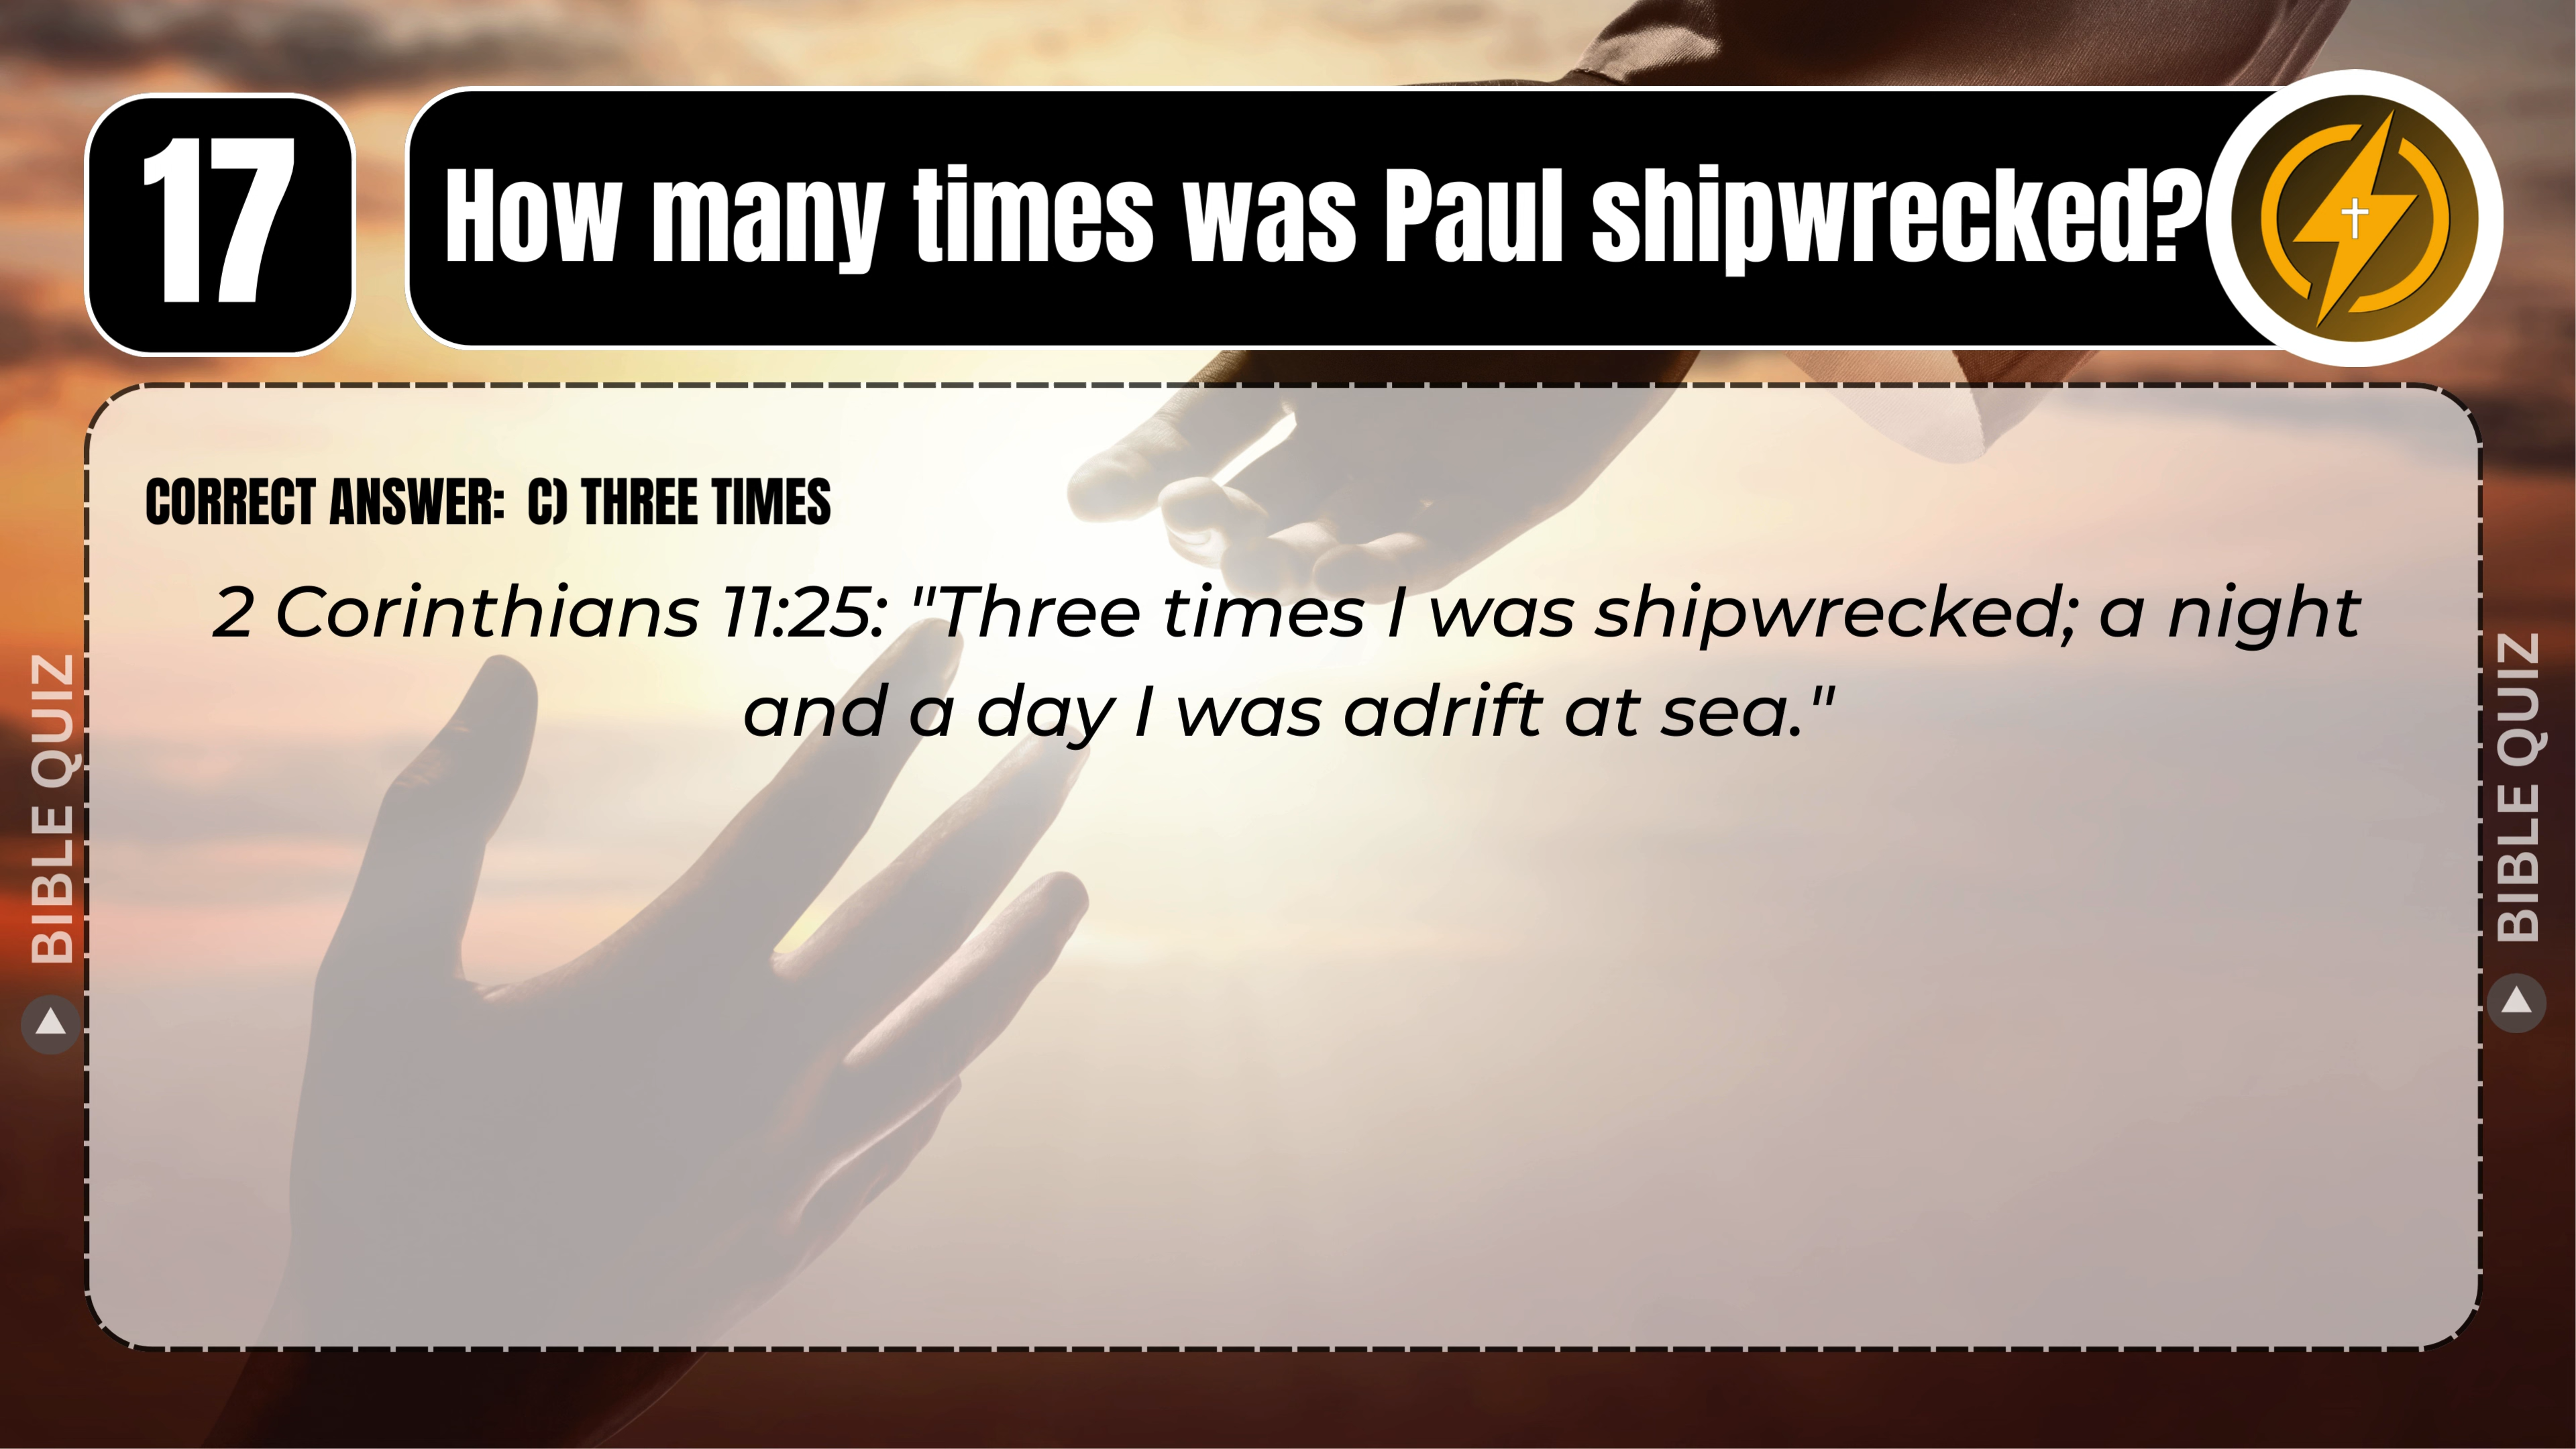 17
How many times was Paul shipwrecked?
CORRECT ANSWER: C) THREE TIMES
2 Corinthians 11:25: "Three times I was shipwrecked; a night
and a day I was adrift at sea."
BIBLE QUIZ
BIBLE QUIZ